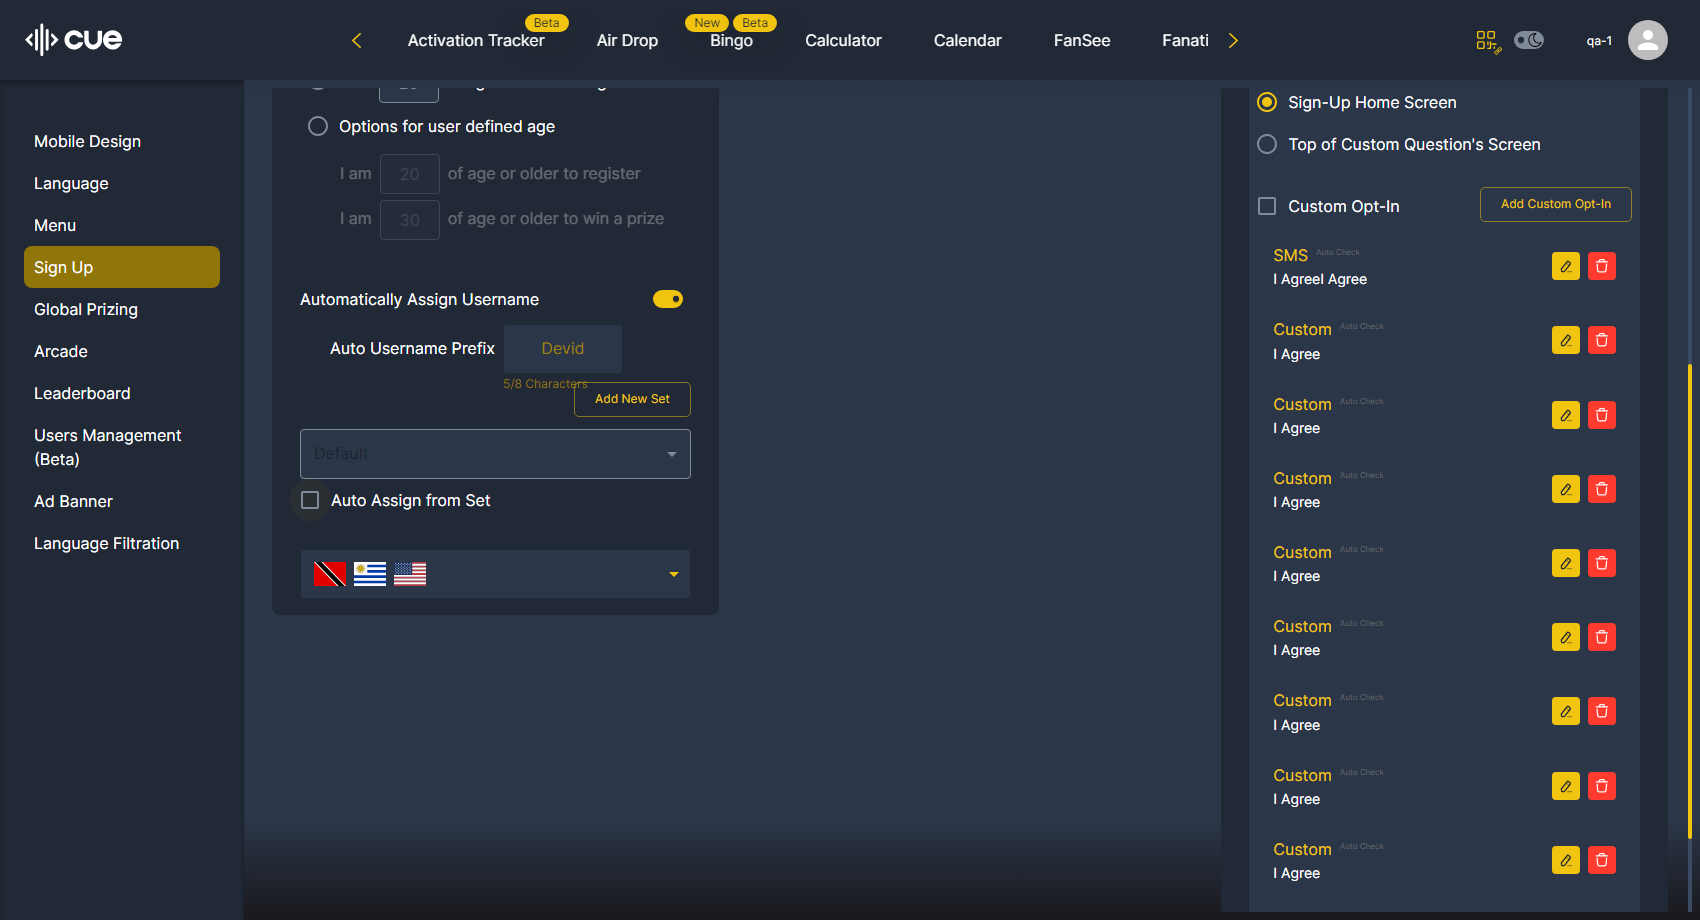 cue
Activation Tracker
Beta
Air Drop
New
Beta
Bingo
Calculator
Calendar
FanSee
Fanati
qa-1
Mobile Design
Language
Menu
Sign Up
Global Prizing
Arcade
Leaderboard
Users Management
(Beta)
Ad Banner
Language Filtration
Options for user defined age
I am 20 of age or older to register
I am 30 of age or older to win a prize
Automatically Assign Username
Auto Username Prefix Devid
5/8 Characters
Add New Set
Default
Auto Assign from Set
Sign-Up Home Screen
Top of Custom Question's Screen
Custom Opt-In
Add Custom Opt-In
SMS Auto Check
I AgreeI Agree
Custom Auto Check
I Agree
Custom Auto Check
I Agree
Custom Auto Check
I Agree
Custom Auto Check
I Agree
Custom Auto Check
I Agree
Custom Auto Check
I Agree
Custom Auto Check
I Agree
Custom Auto Check
I Agree